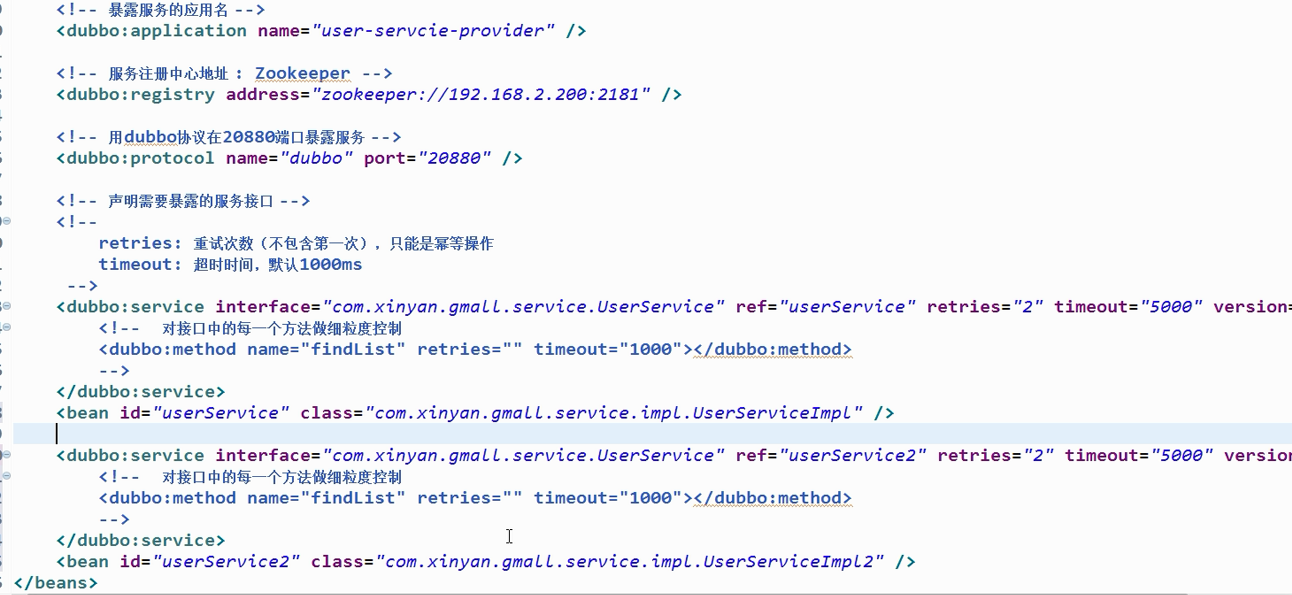 <!-- 暴露服务的应用名 -->
<dubbo:application name="user-servcie-provider" />
<!-- 服务注册中心地址 : Zookeeper -->
<dubbo:registry address="zookeeper://192.168.2.200:2181" />
<!-- 用dubbo协议在20880端口暴露服务 -->
<dubbo:protocol name="dubbo" port="20880" />
<!-- 声明需要暴露的服务接口 -->
<!--
retries: 重试次数（不包含第一次），只能是幂等操作
timeout: 超时时间，默认1000ms
-->
<dubbo:service interface="com.xinyan.gmall.service.UserService" ref="userService" retries="2" timeout="5000" version=
<!-- 对接口中的每一个方法做细粒度控制
<dubbo:method name="findList" retries="" timeout="1000"></dubbo:method>
-->
</dubbo:service>
<bean id="userService" class="com.xinyan.gmall.service.impl.UserServiceImpl" />
<dubbo:service interface="com.xinyan.gmall.service.UserService" ref="userService2" retries="2" timeout="5000" version
<!-- 对接口中的每一个方法做细粒度控制
<dubbo:method name="findList" retries="" timeout="1000"></dubbo:method>
-->
</dubbo:service>
<bean id="userService2" class="com.xinyan.gmall.service.impl.UserServiceImpl2" />
</beans>